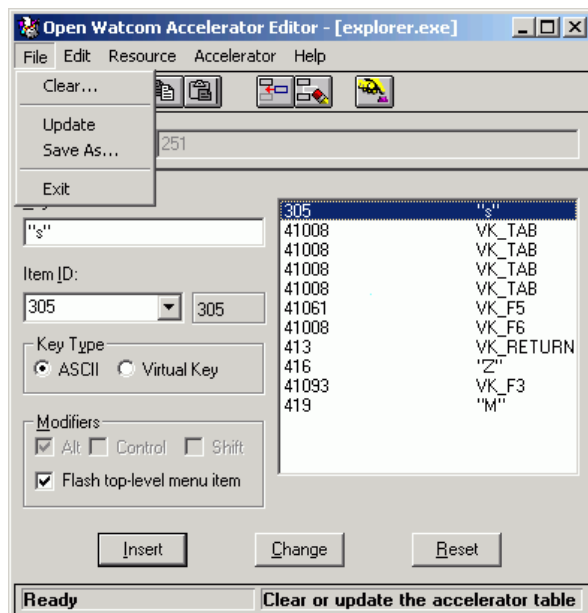 Open Watcom Accelerator Editor - [explorer.exe]
File Edit Resource Accelerator Help
Clear...
Update
Save As...
Exit
251
"s"
Item ID:
305 305
Key Type
ASCII Virtual Key
Modifiers
Alt Control Shift
Flash top-level menu item
305 "s"
41008 VK_TAB
41008 VK_TAB
41008 VK_TAB
41008 VK_TAB
41061 VK_F5
41008 VK_F6
413 VK_RETURN
416 "Z"
41093 VK_F3
419 "M"
Insert Change Reset
Ready Clear or update the accelerator table